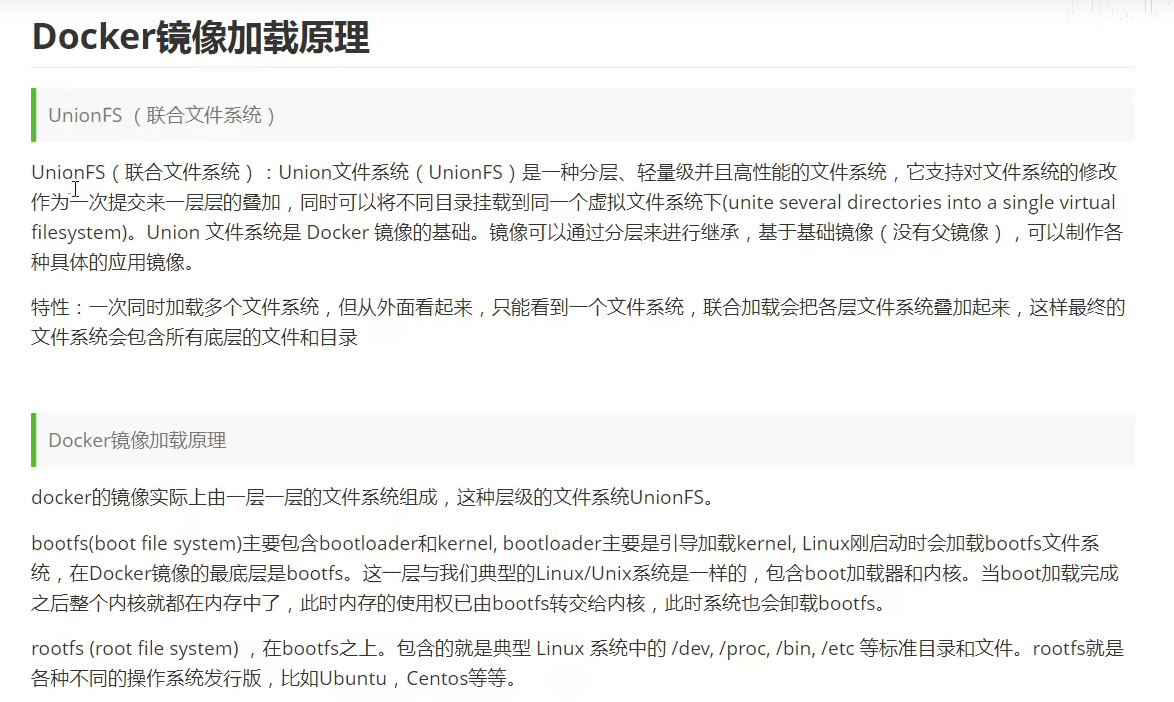 Docker镜像加载原理
UnionFS （联合文件系统）
UnionFS（联合文件系统）：Union文件系统（UnionFS）是一种分层、轻量级并且高性能的文件系统，它支持对文件系统的修改
作为一次提交来一层层的叠加，同时可以将不同目录挂载到同一个虚拟文件系统下(unite several directories into a single virtual
filesystem)。Union 文件系统是 Docker 镜像的基础。镜像可以通过分层来进行继承，基于基础镜像（没有父镜像），可以制作各
种具体的应用镜像。
特性：一次同时加载多个文件系统，但从外面看起来，只能看到一个文件系统，联合加载会把各层文件系统叠加起来，这样最终的
文件系统会包含所有底层的文件和目录
Docker镜像加载原理
docker的镜像实际上由一层一层的文件系统组成，这种层级的文件系统UnionFS。
bootfs(boot file system)主要包含bootloader和kernel, bootloader主要是引导加载kernel, Linux刚启动时会加载bootfs文件系
统，在Docker镜像的最底层是bootfs。这一层与我们典型的Linux/Unix系统是一样的，包含boot加载器和内核。当boot加载完成
之后整个内核就都在内存中了，此时内存的使用权已由bootfs转交给内核，此时系统也会卸载bootfs。
rootfs (root file system) ，在bootfs之上。包含的就是典型 Linux 系统中的 /dev, /proc, /bin, /etc 等标准目录和文件。rootfs就是
各种不同的操作系统发行版，比如Ubuntu，Centos等等。